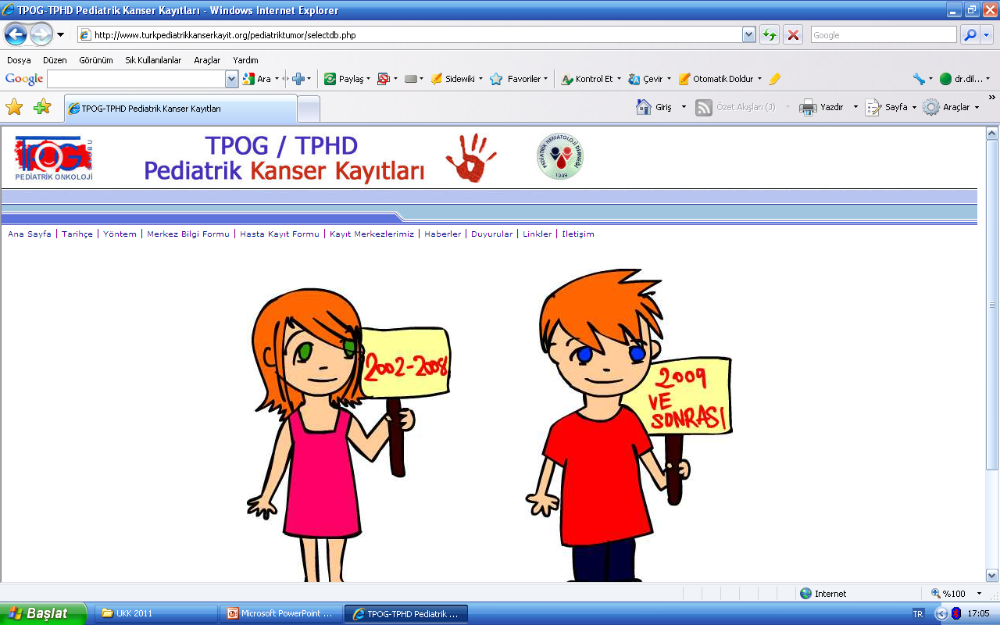 TPOG-TPHD Pediatrik Kanser Kayıtları - Windows Internet Explorer
http://www.turkpediatrikkanserkayit.org/pediatriktumor/selectdb.php
Google
Dosya Düzen Görünüm Sık Kullanılanlar Araçlar Yardım
Google Ara Paylaş Sidewiki Favoriler Kontrol Et Çevir Otomatik Doldur dr.dil...
TPOG-TPHD Pediatrik Kanser Kayıtları Giriş Özet Akışları (J) Yazdır Sayfa Araçlar
TPOG GRUBU
PEDİATRİK ONKOLOJİ
TPOG / TPHD
Pediatrik Kanser Kayıtları
PEDİATRİK HEMATOLOJİ DERNEĞİ
1999
Ana Sayfa | Tarihçe | Yöntem | Merkez Bilgi Formu | Hasta Kayıt Formu | Kayıt Merkezlerimiz | Haberler | Duyurular | Linkler | İletişim
2002-2008
2009
VE
SONRASI
Internet %100
Başlat UKK 2011 Microsoft PowerPoint ... TPOG-TPHD Pediatrik ... TR 17:05